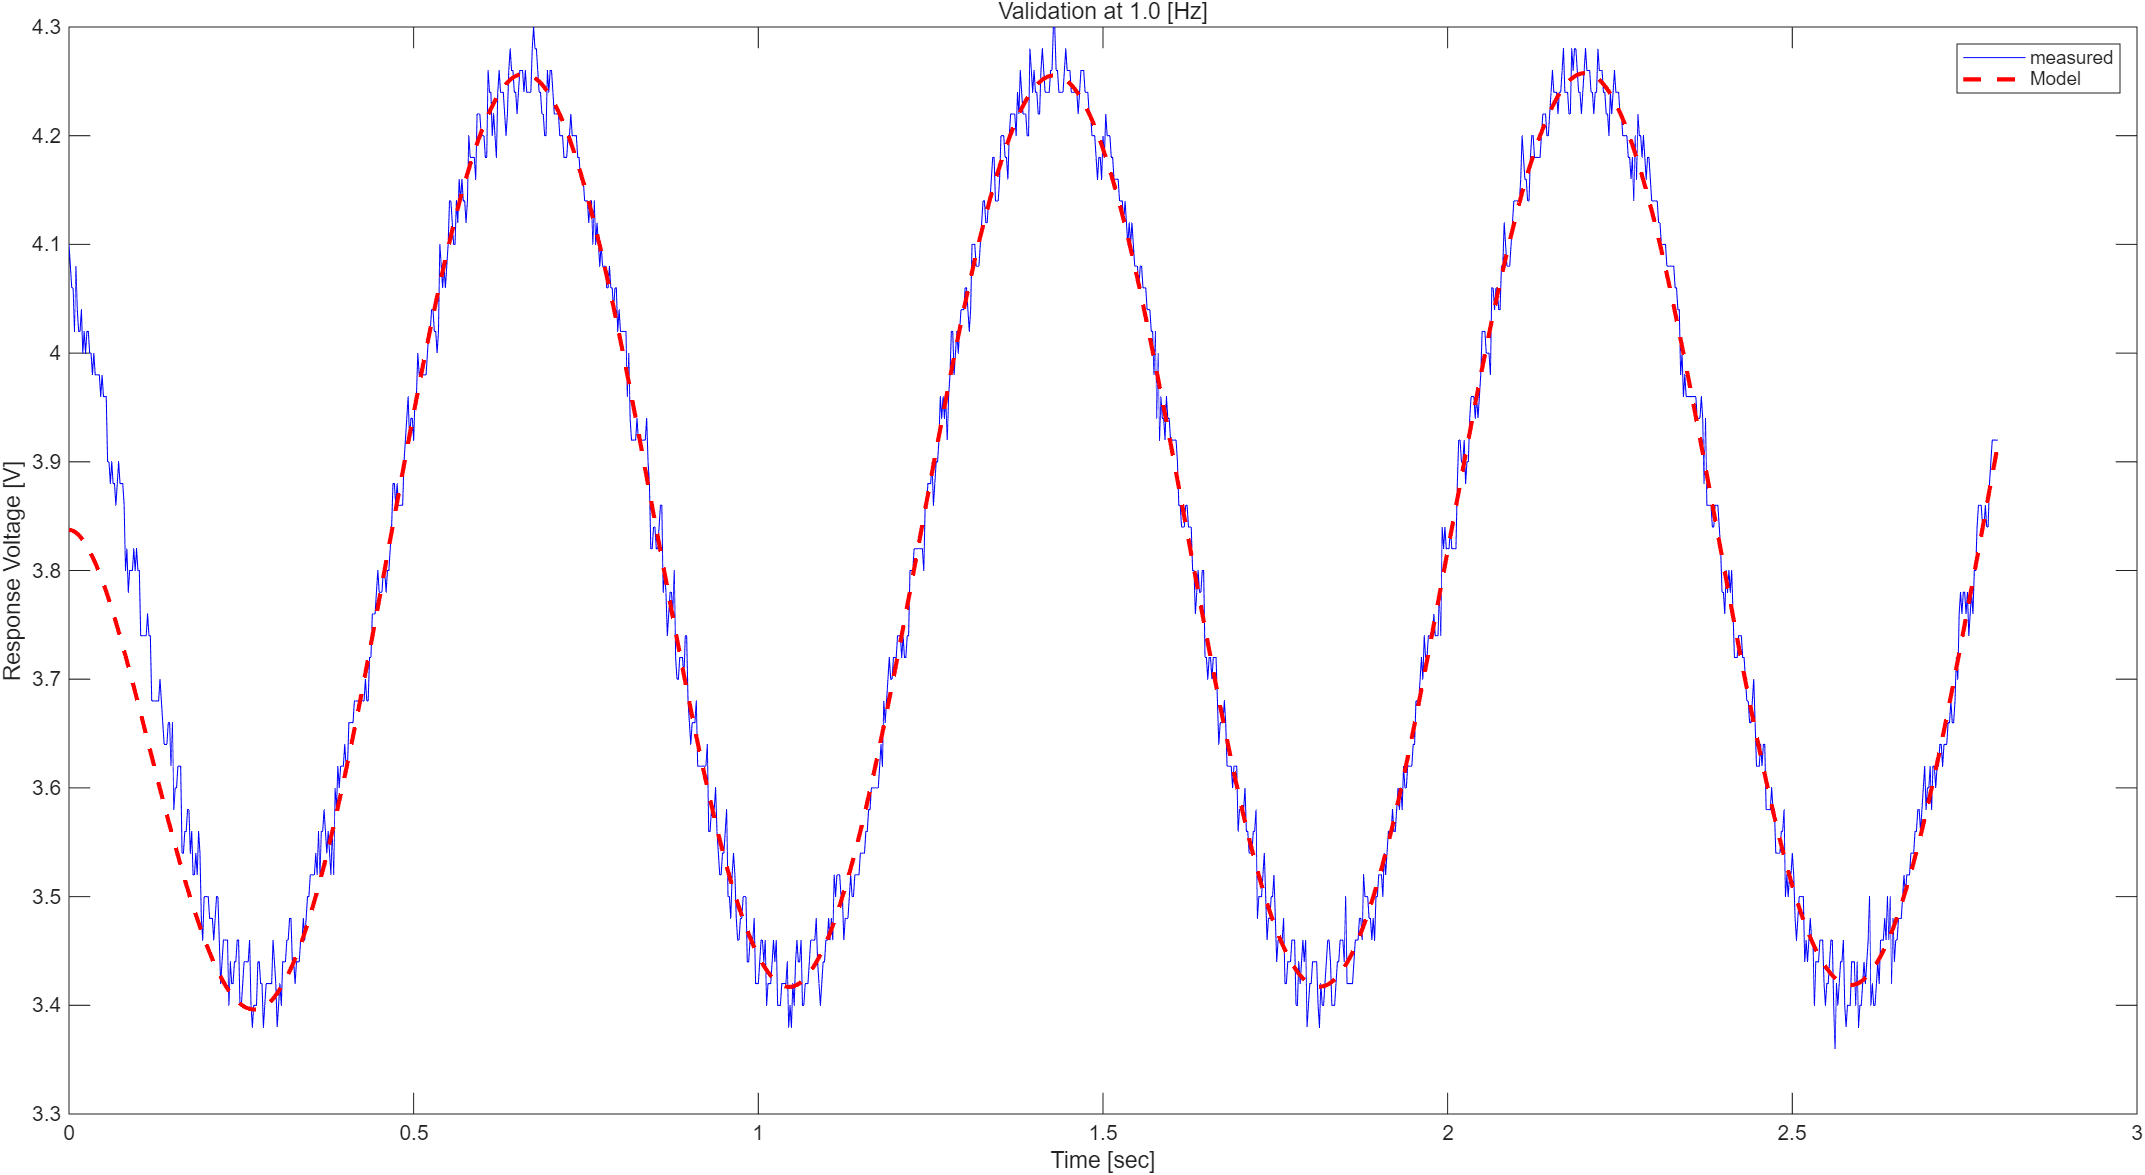 Validation at 1.0 [Hz]
measured
Model
Response Voltage [V]
4.3
4.2
4.1
4
3.9
3.8
3.7
3.6
3.5
3.4
3.3
0 0.5 1 1.5 2 2.5 3
Time [sec]